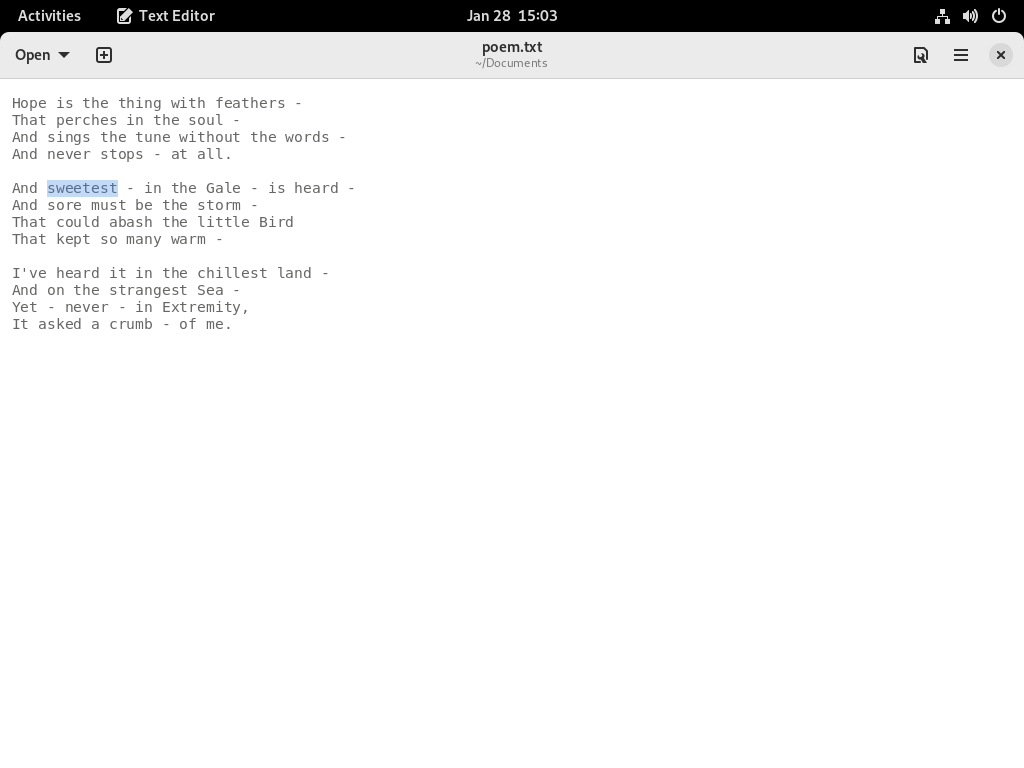 Activities
Text Editor
Jan 28 15:03
Open
poem.txt
~/Documents
Hope is the thing with feathers -
That perches in the soul -
And sings the tune without the words -
And never stops - at all.
And sweetest - in the Gale - is heard -
And sore must be the storm -
That could abash the little Bird
That kept so many warm -
I've heard it in the chillest land -
And on the strangest Sea -
Yet - never - in Extremity,
It asked a crumb - of me.